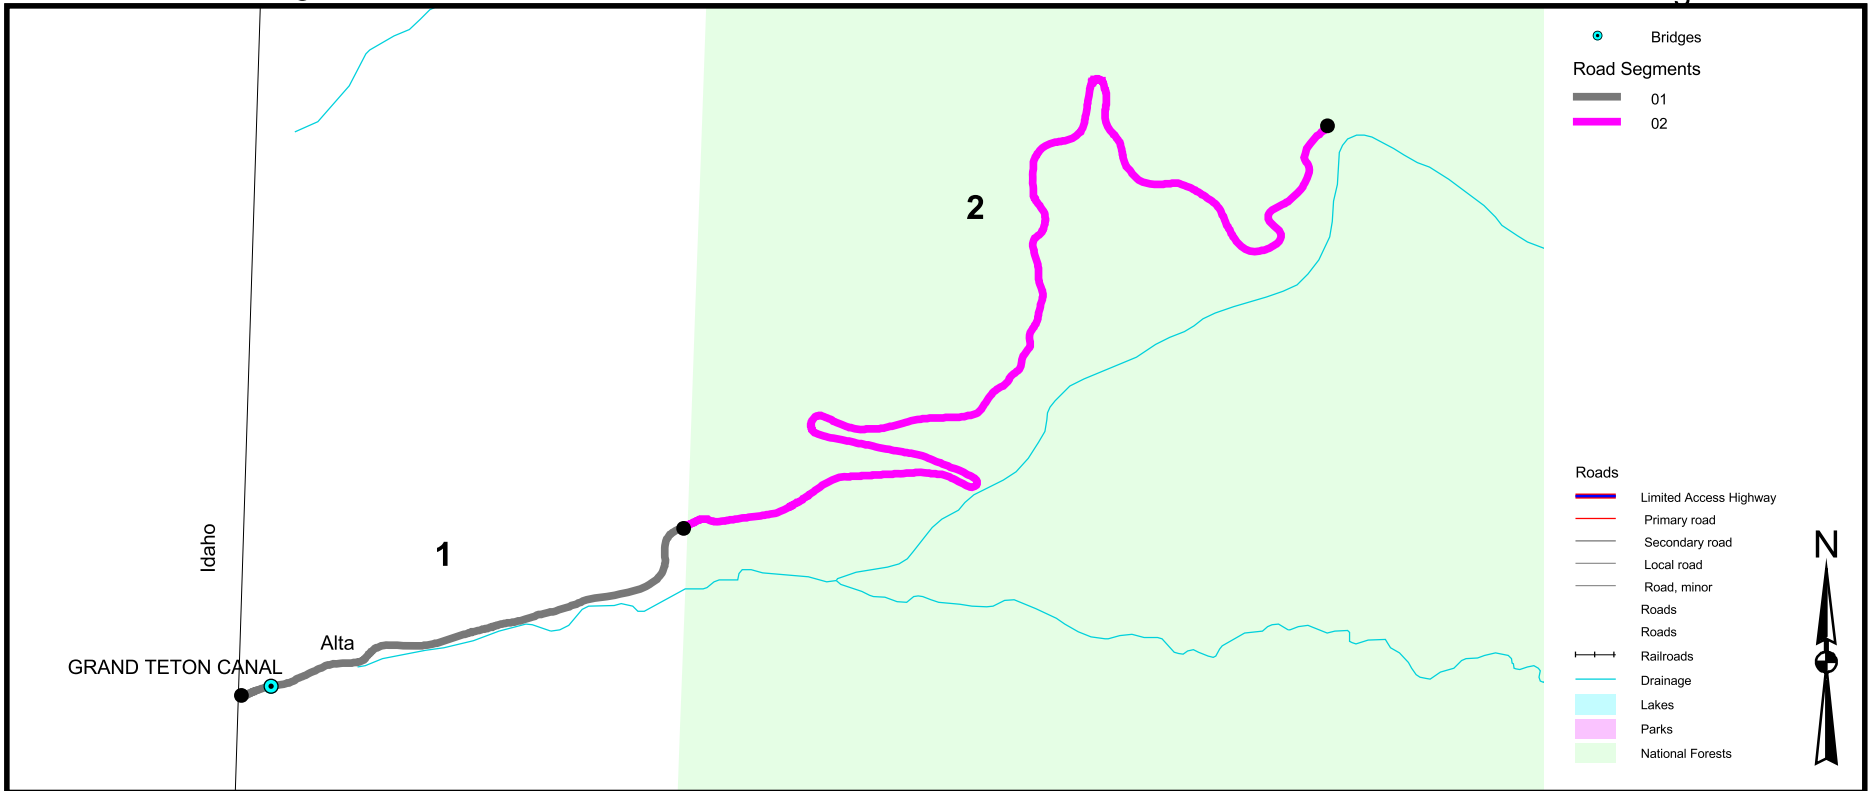 Bridges
Road Segments
01
02
2
Idaho
1
Alta
GRAND TETON CANAL
Roads
Limited Access Highway
Primary road
Secondary road
Local road
Road, minor
Roads
Roads
Railroads
Drainage
Lakes
Parks
National Forests
N